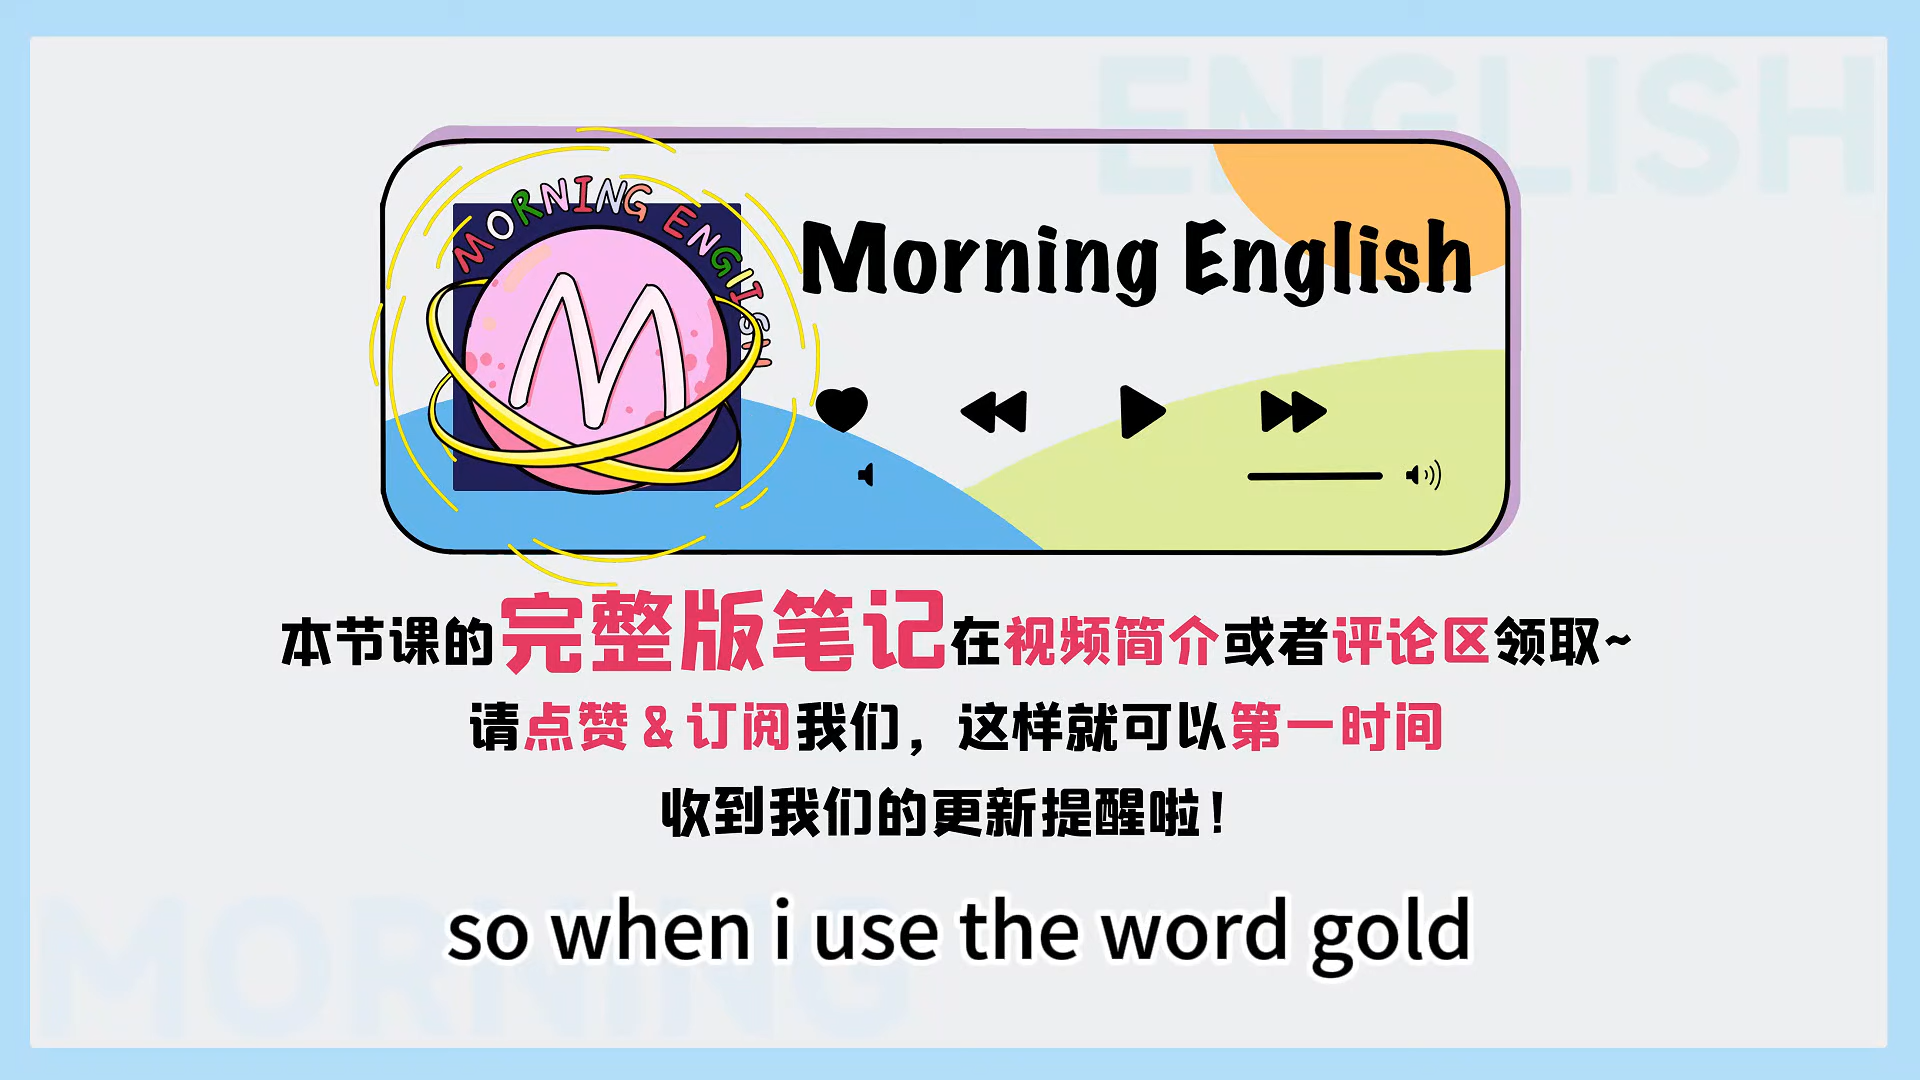 ENGLISH
MORNING ENGLISH
M
Morning English
本节课的完整版笔记在视频简介或者评论区领取~
请点赞&订阅我们，这样就可以第一时间
收到我们的更新提醒啦！
MORNING
so when i use the word gold